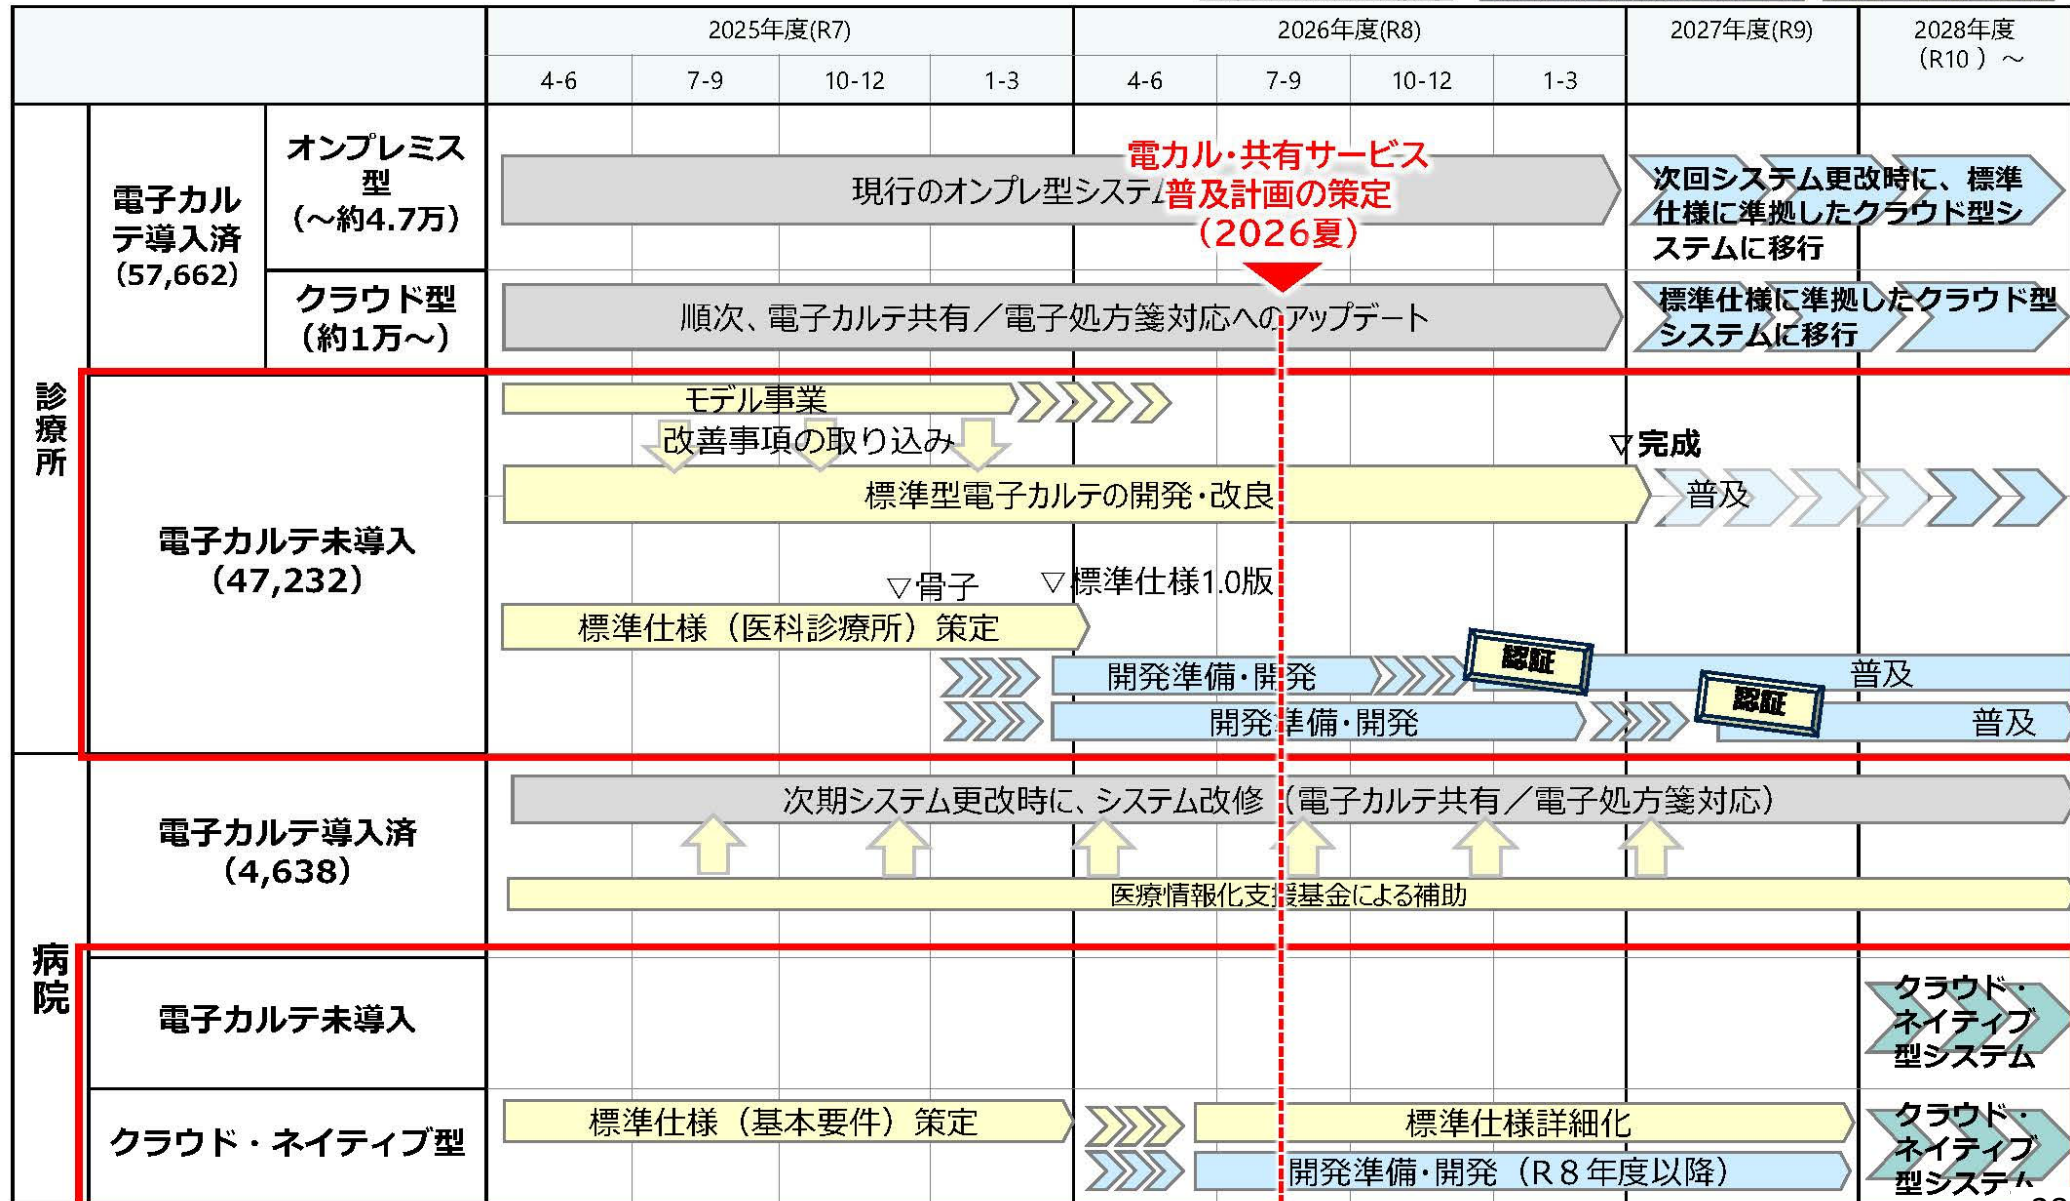 2025年度(R7)
2026年度(R8)
2027年度(R9)
2028年度
（R10）～
4-6
7-9
10-12
1-3
4-6
7-9
10-12
1-3
診療所
電子カル
テ導入済
(57,662)
オンプレミス
型
（～約4.7万）
現行のオンプレ型システム
電カル・共有サービス
普及計画の策定
（2026夏）
次回システム更改時に、標準
仕様に準拠したクラウド型シ
ステムに移行
クラウド型
（約1万～）
順次、電子カルテ共有／電子処方箋対応へのアップデート
標準仕様に準拠したクラウド型
システムに移行
電子カルテ未導入
（47,232）
モデル事業
改善事項の取り込み
▽完成
標準型電子カルテの開発・改良
普及
▽骨子
▽標準仕様1.0版
標準仕様（医科診療所）策定
開発準備・開発
認証
普及
開発準備・開発
認証
普及
病院
電子カルテ導入済
（4,638）
次期システム更改時に、システム改修（電子カルテ共有／電子処方箋対応）
医療情報化支援基金による補助
電子カルテ未導入
クラウド・
ネイティブ
型システム
クラウド・ネイティブ型
標準仕様（基本要件）策定
標準仕様詳細化
開発準備・開発（R８年度以降）
クラウド・
ネイティブ
型システム